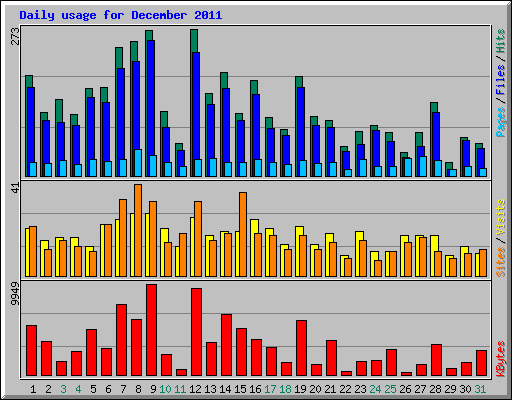 Daily usage for December 2011
273
Pages / Files / Hits
41
Sites / Visits
9949
KBytes
1 2 3 4 5 6 7 8 9 10 11 12 13 14 15 16 17 18 19 20 21 22 23 24 25 26 27 28 29 30 31